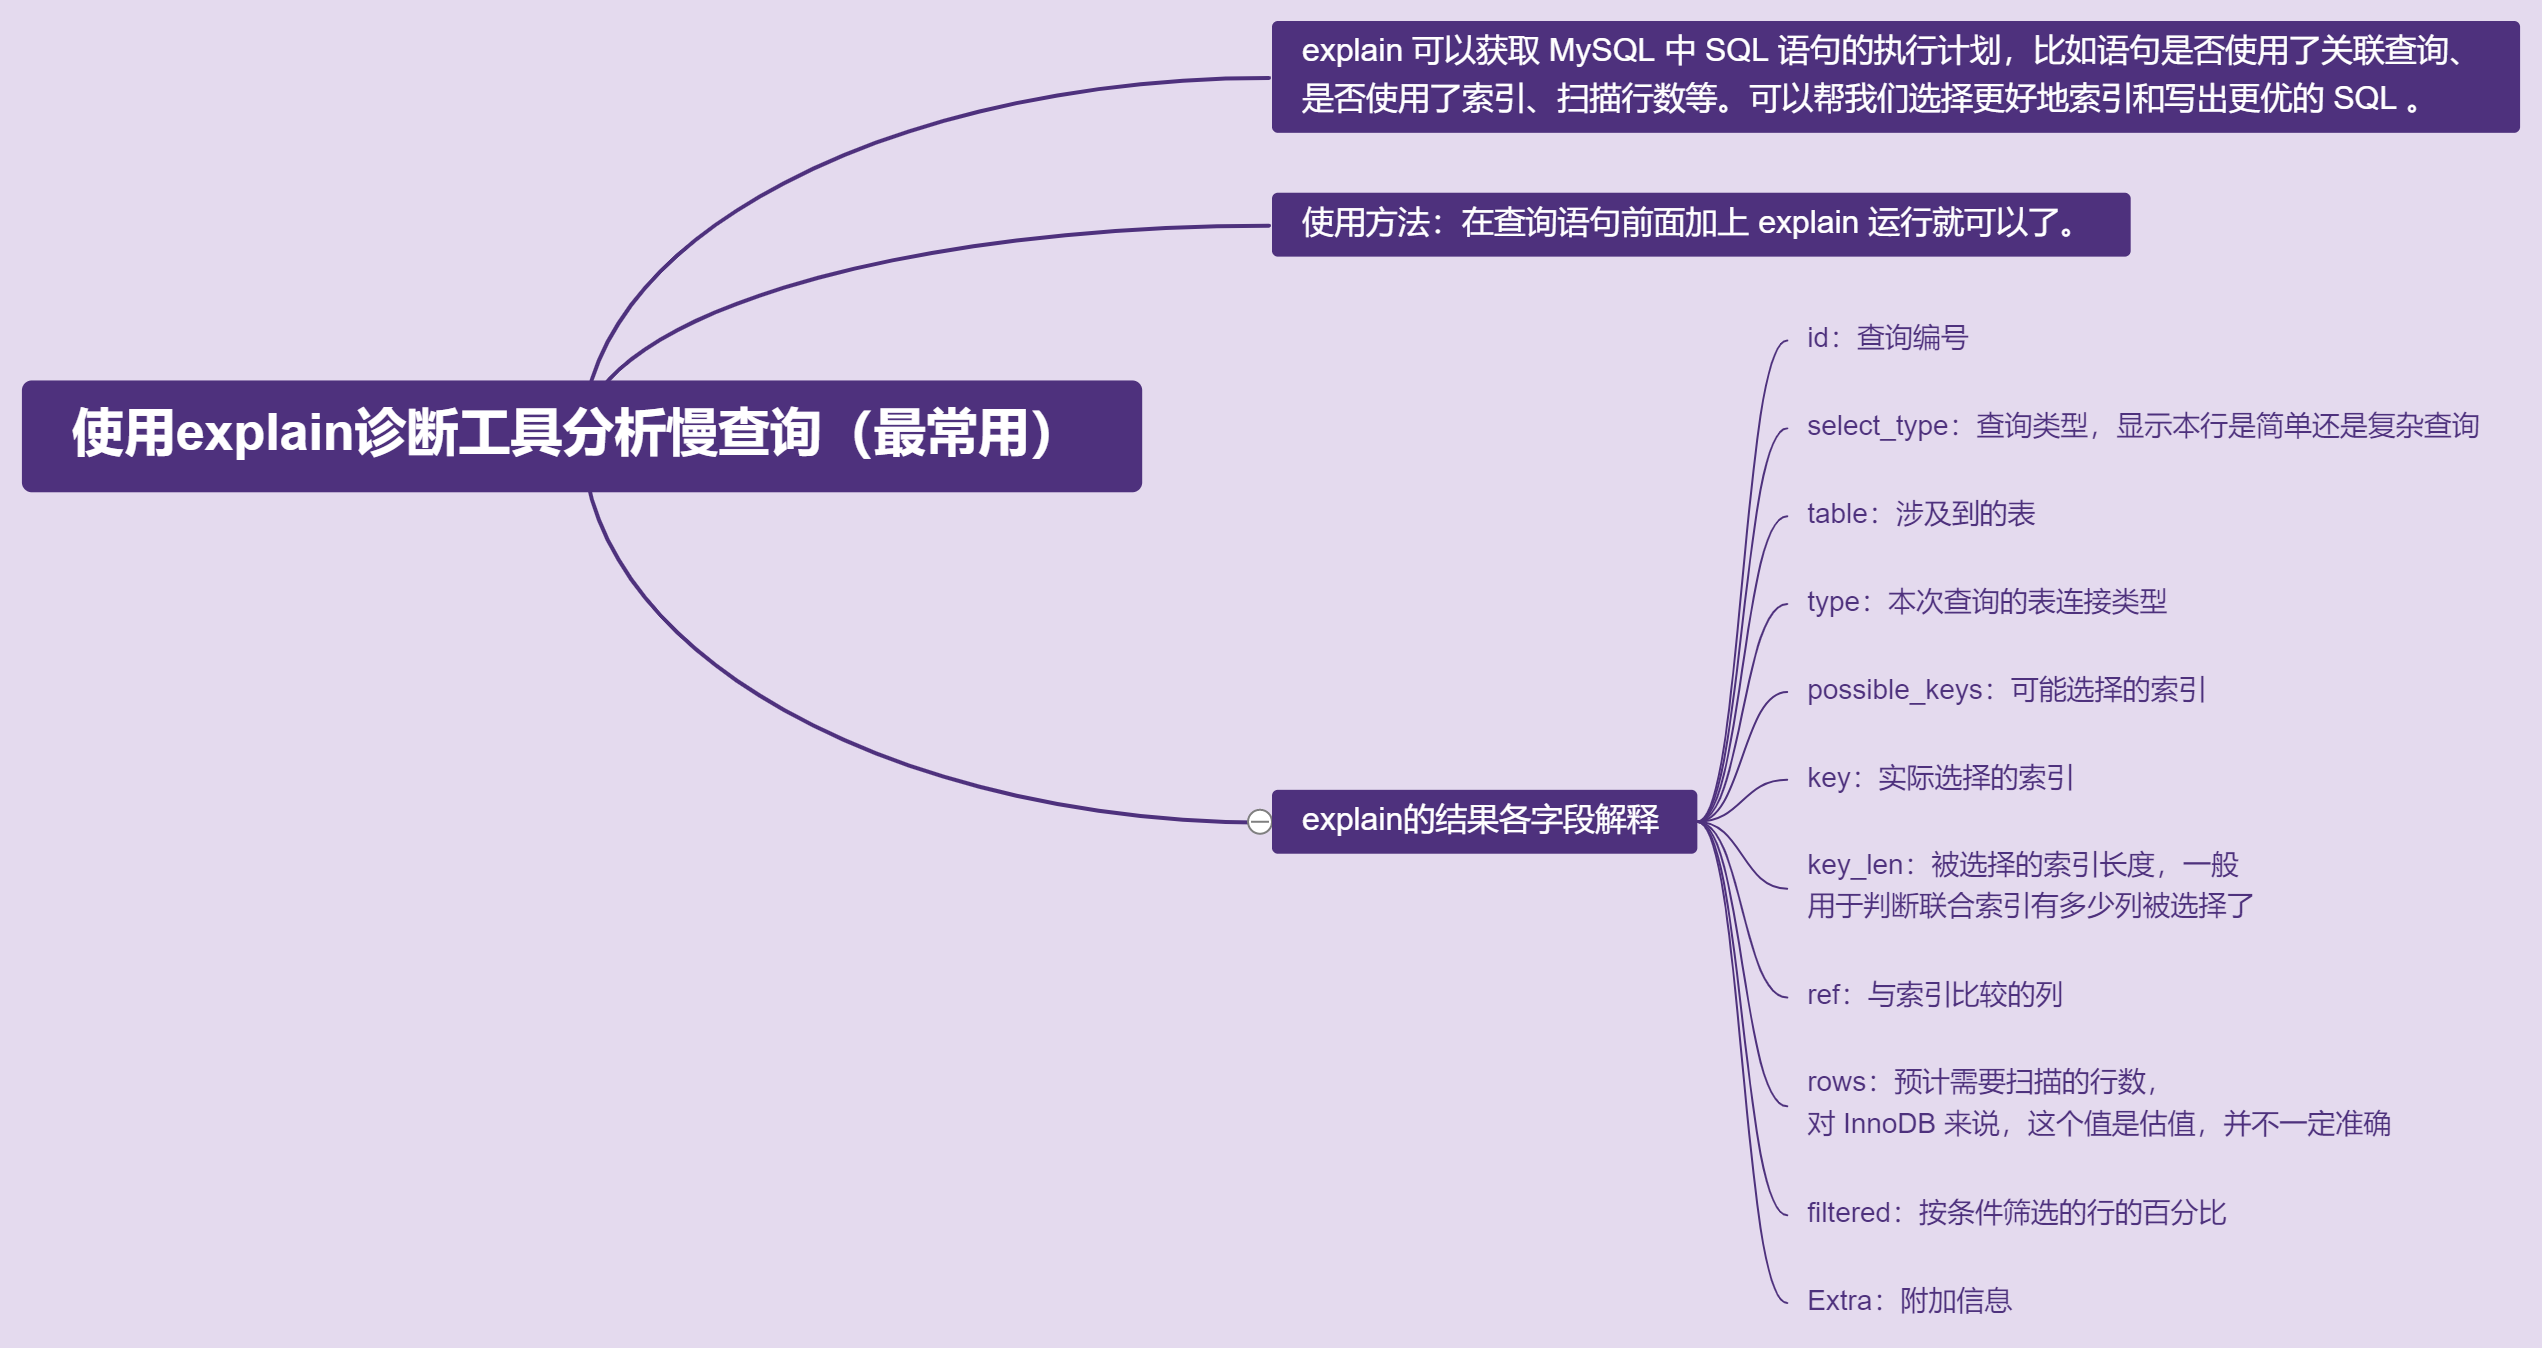 explain 可以获取 MySQL 中 SQL 语句的执行计划，比如语句是否使用了关联查询、
是否使用了索引、扫描行数等。可以帮我们选择更好地索引和写出更优的 SQL 。
使用方法：在查询语句前面加上 explain 运行就可以了。
使用explain诊断工具分析慢查询（最常用）
explain的结果各字段解释
id：查询编号
select_type：查询类型，显示本行是简单还是复杂查询
table：涉及到的表
type：本次查询的表连接类型
possible_keys：可能选择的索引
key：实际选择的索引
key_len：被选择的索引长度，一般
用于判断联合索引有多少列被选择了
ref：与索引比较的列
rows：预计需要扫描的行数，
对 InnoDB 来说，这个值是估值，并不一定准确
filtered：按条件筛选的行的百分比
Extra：附加信息